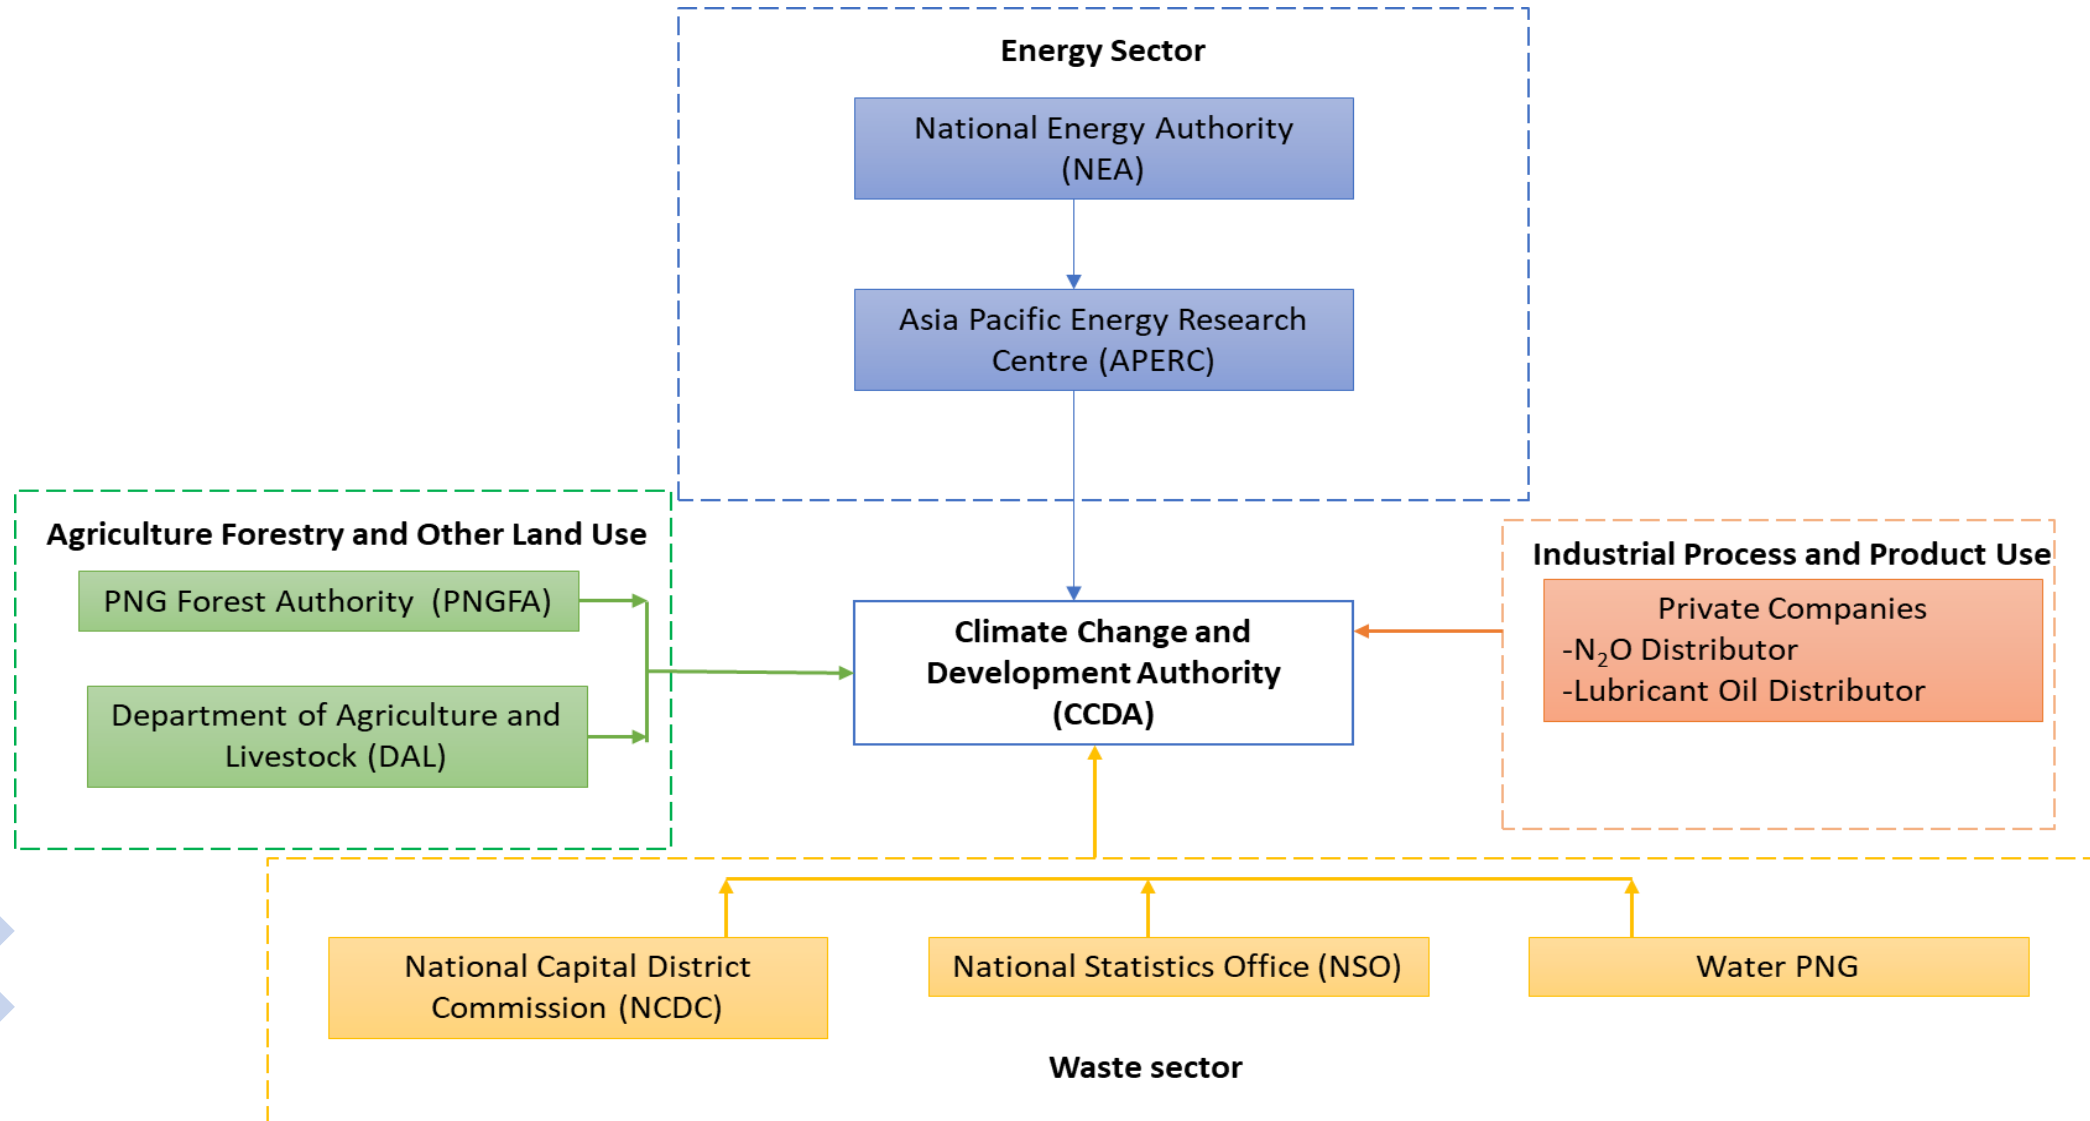 Energy Sector
National Energy Authority
(NEA)
Asia Pacific Energy Research
Centre (APERC)
Agriculture Forestry and Other Land Use
PNG Forest Authority  (PNGFA)
Department of Agriculture and
Livestock (DAL)
Climate Change and
Development Authority
(CCDA)
Industrial Process and Product Use
Private Companies
-N₂O Distributor
-Lubricant Oil Distributor
National Capital District
Commission (NCDC)
National Statistics Office (NSO)
Water PNG
Waste sector